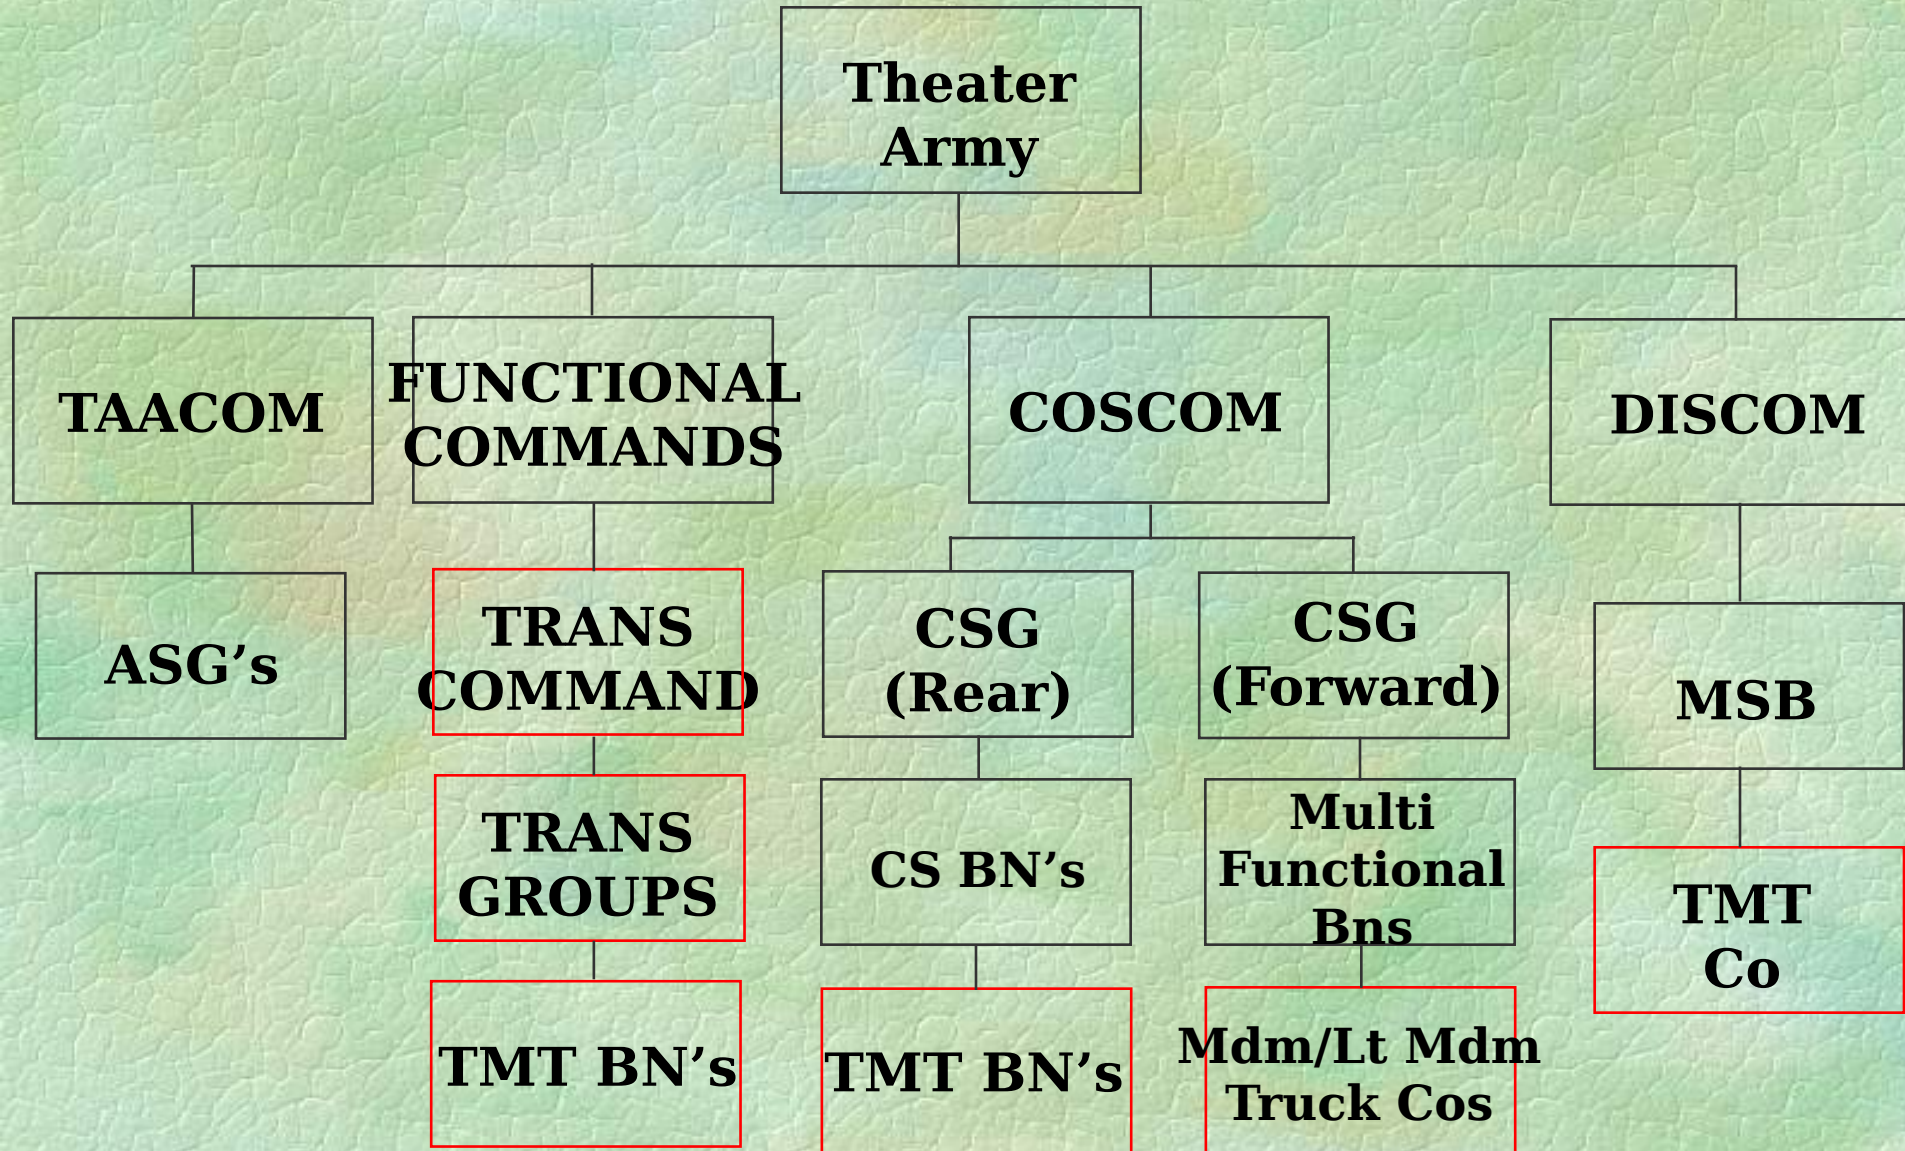 Theater
Army
TAACOM
FUNCTIONAL
COMMANDS
COSCOM
DISCOM
ASG’s
TRANS
COMMAND
CSG
(Rear)
CSG
(Forward)
MSB
TRANS
GROUPS
CS BN’s
Multi
Functional
Bns
TMT
Co
TMT BN’s
TMT BN’s
Mdm/Lt Mdm
Truck Cos